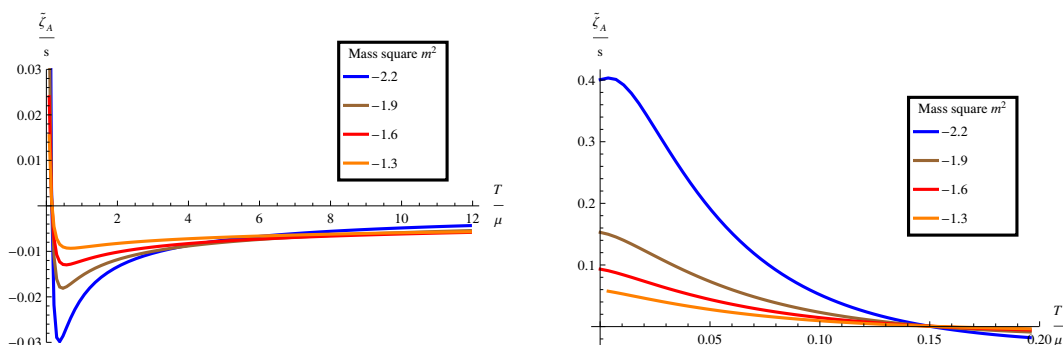 ζ̃_A
s
0.03
0.02
0.01
−0.01
−0.02
−0.03
2
4
6
8
10
12
T
μ
Mass square m²
−2.2
−1.9
−1.6
−1.3
ζ̃_A
s
0.4
0.3
0.2
0.1
0.05
0.10
0.15
0.20
T
μ
Mass square m²
−2.2
−1.9
−1.6
−1.3